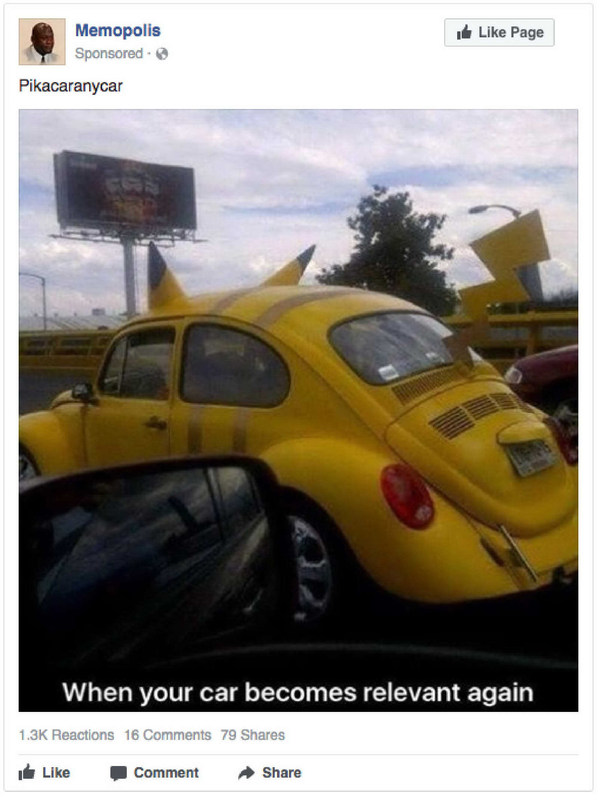 Memopolis
Like Page
Sponsored ·
Pikacaranycar
When your car becomes relevant again
1.3K Reactions 16 Comments 79 Shares
Like Comment Share